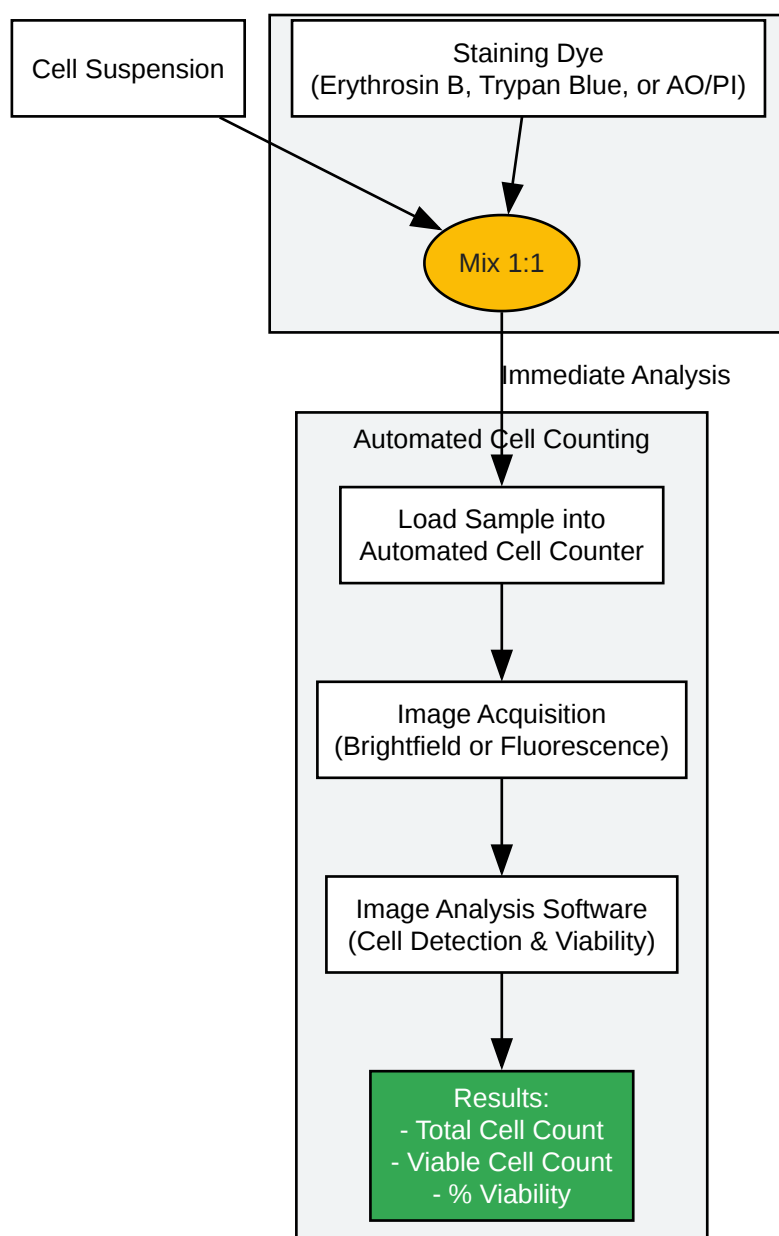 Cell Suspension
Staining Dye
(Erythrosin B, Trypan Blue, or AO/PI)
Mix 1:1
Immediate Analysis
Automated Cell Counting
Load Sample into
Automated Cell Counter
Image Acquisition
(Brightfield or Fluorescence)
Image Analysis Software
(Cell Detection & Viability)
Results:
- Total Cell Count
- Viable Cell Count
- % Viability